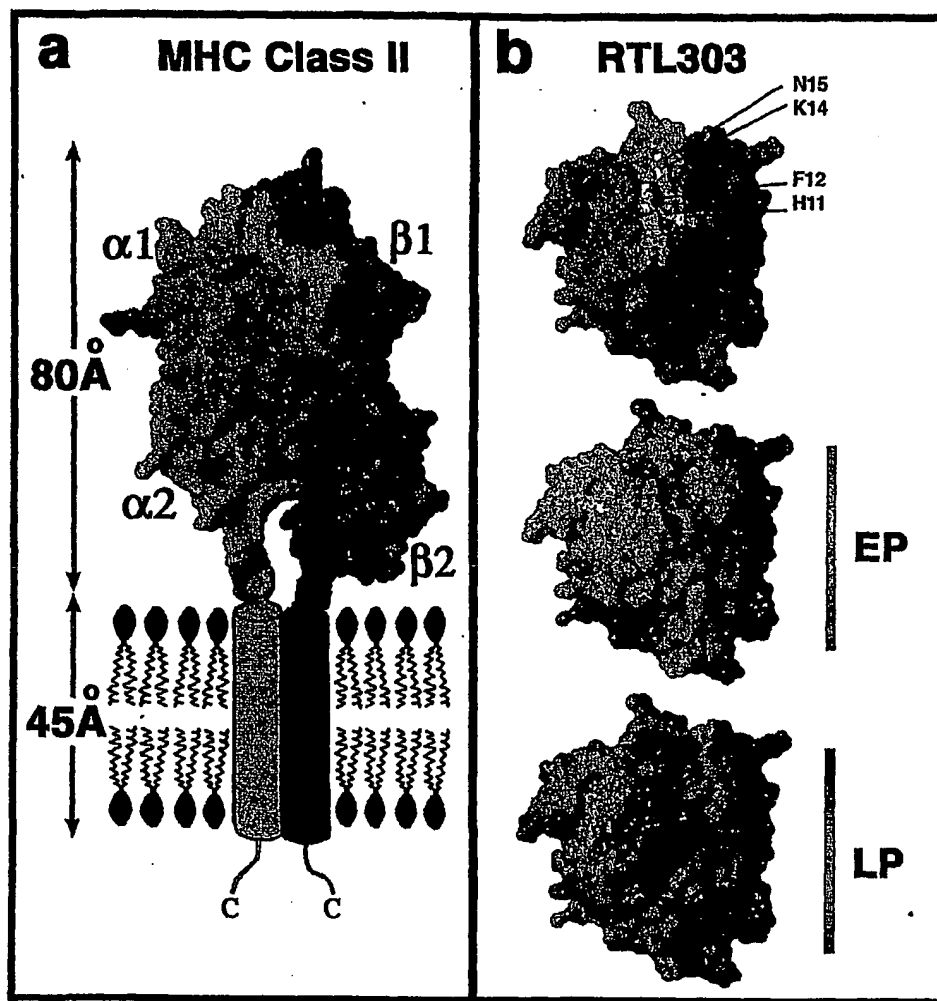 a MHC Class II
α1
β1
80Å
α2
β2
45Å
C
C
b RTL303
N15
K14
F12
H11
EP
LP